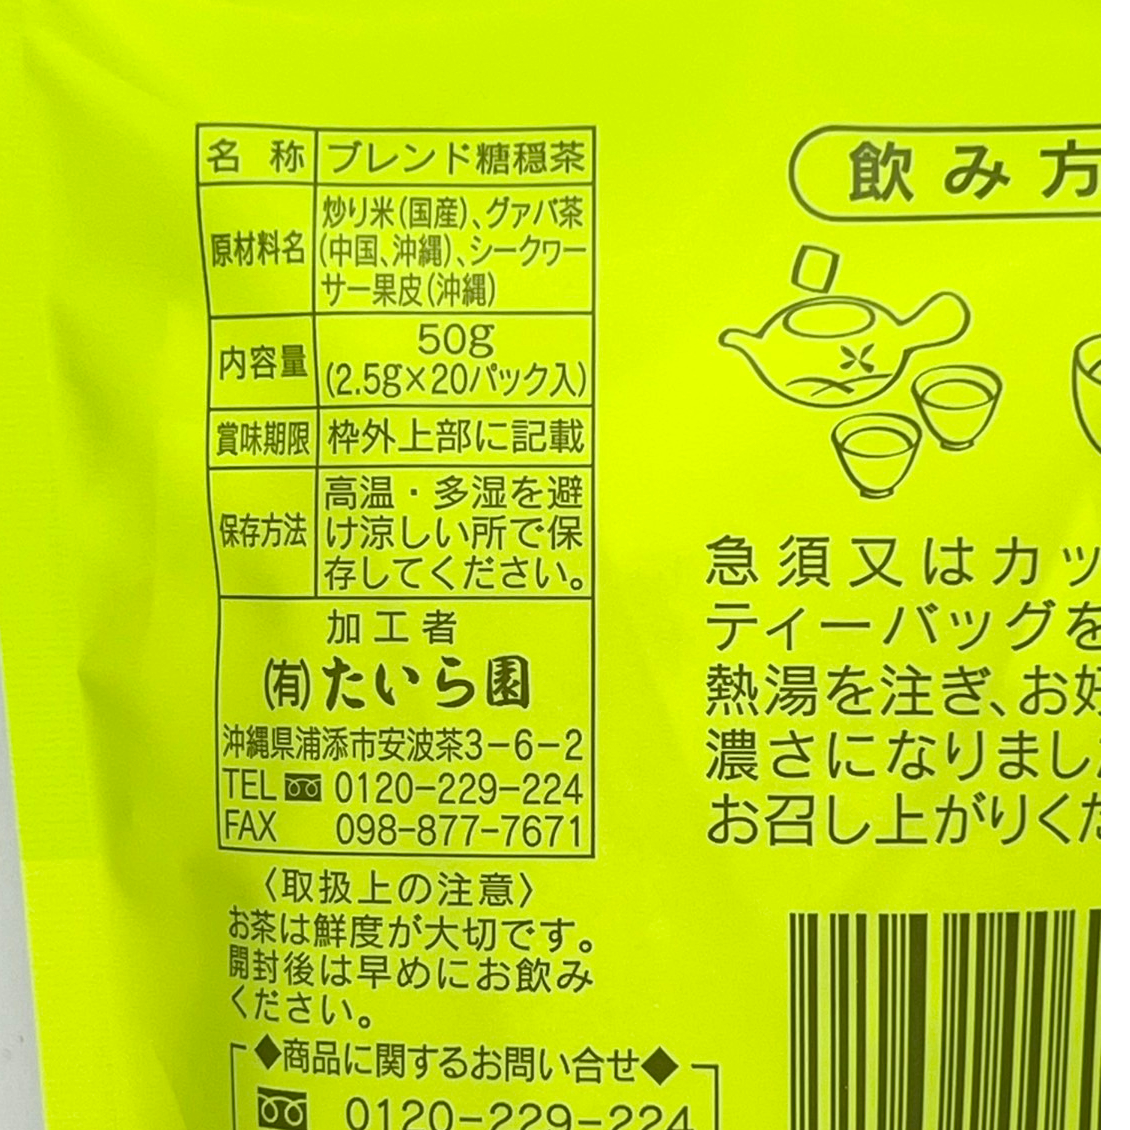 名称 ブレンド糖穏茶
原材料名 炒り米(国産)、グァバ茶
(中国、沖縄)、シークヮー
サー果皮(沖縄)
内容量 50g
(2.5g×20パック入)
賞味期限 枠外上部に記載
保存方法 高温・多湿を避
け涼しい所で保
存してください。
加工者
(有)たいら園
沖縄県浦添市安波茶3-6-2
TEL 0120-229-224
FAX 098-877-7671
〈取扱上の注意〉
お茶は鮮度が大切です。
開封後は早めにお飲み
ください。
◆商品に関するお問い合せ◆
0120-229-224
飲み方
急須又はカッ
ティーバッグを
熱湯を注ぎ、お好
濃さになりまし
お召し上がりくだ